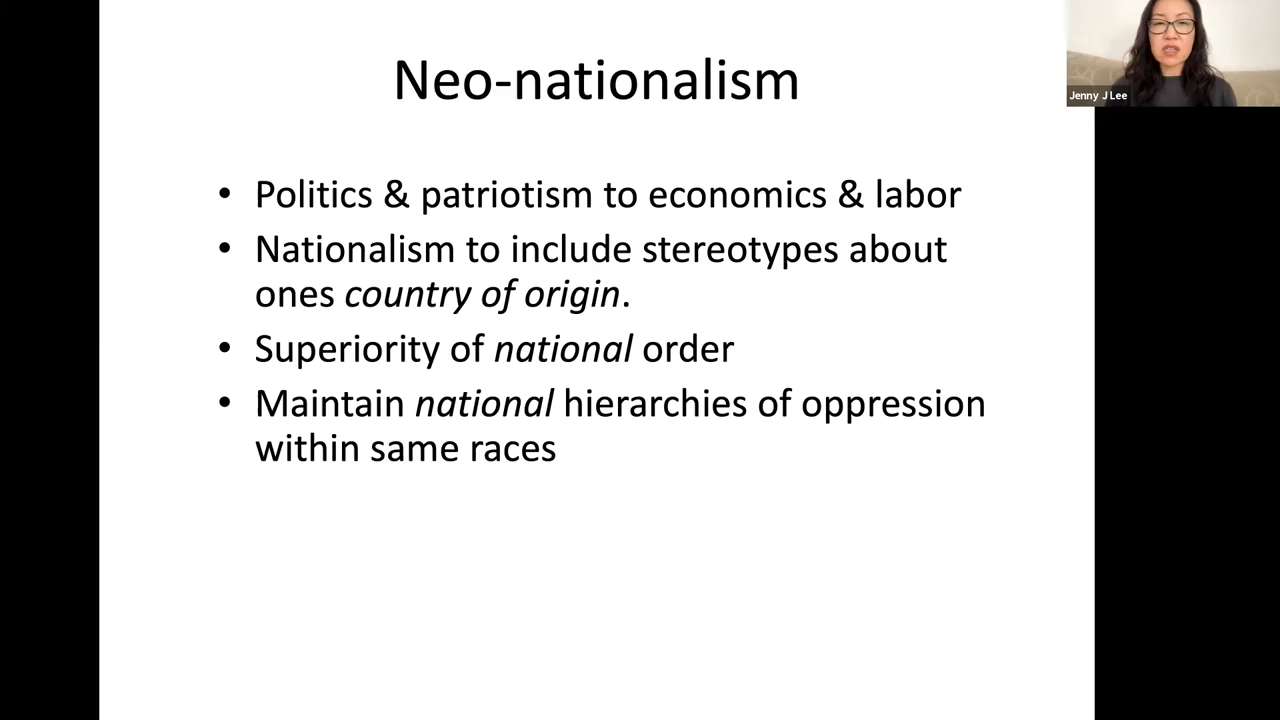 Neo-nationalism
Jenny J Lee
• Politics & patriotism to economics & labor
• Nationalism to include stereotypes about
ones country of origin.
• Superiority of national order
• Maintain national hierarchies of oppression
within same races